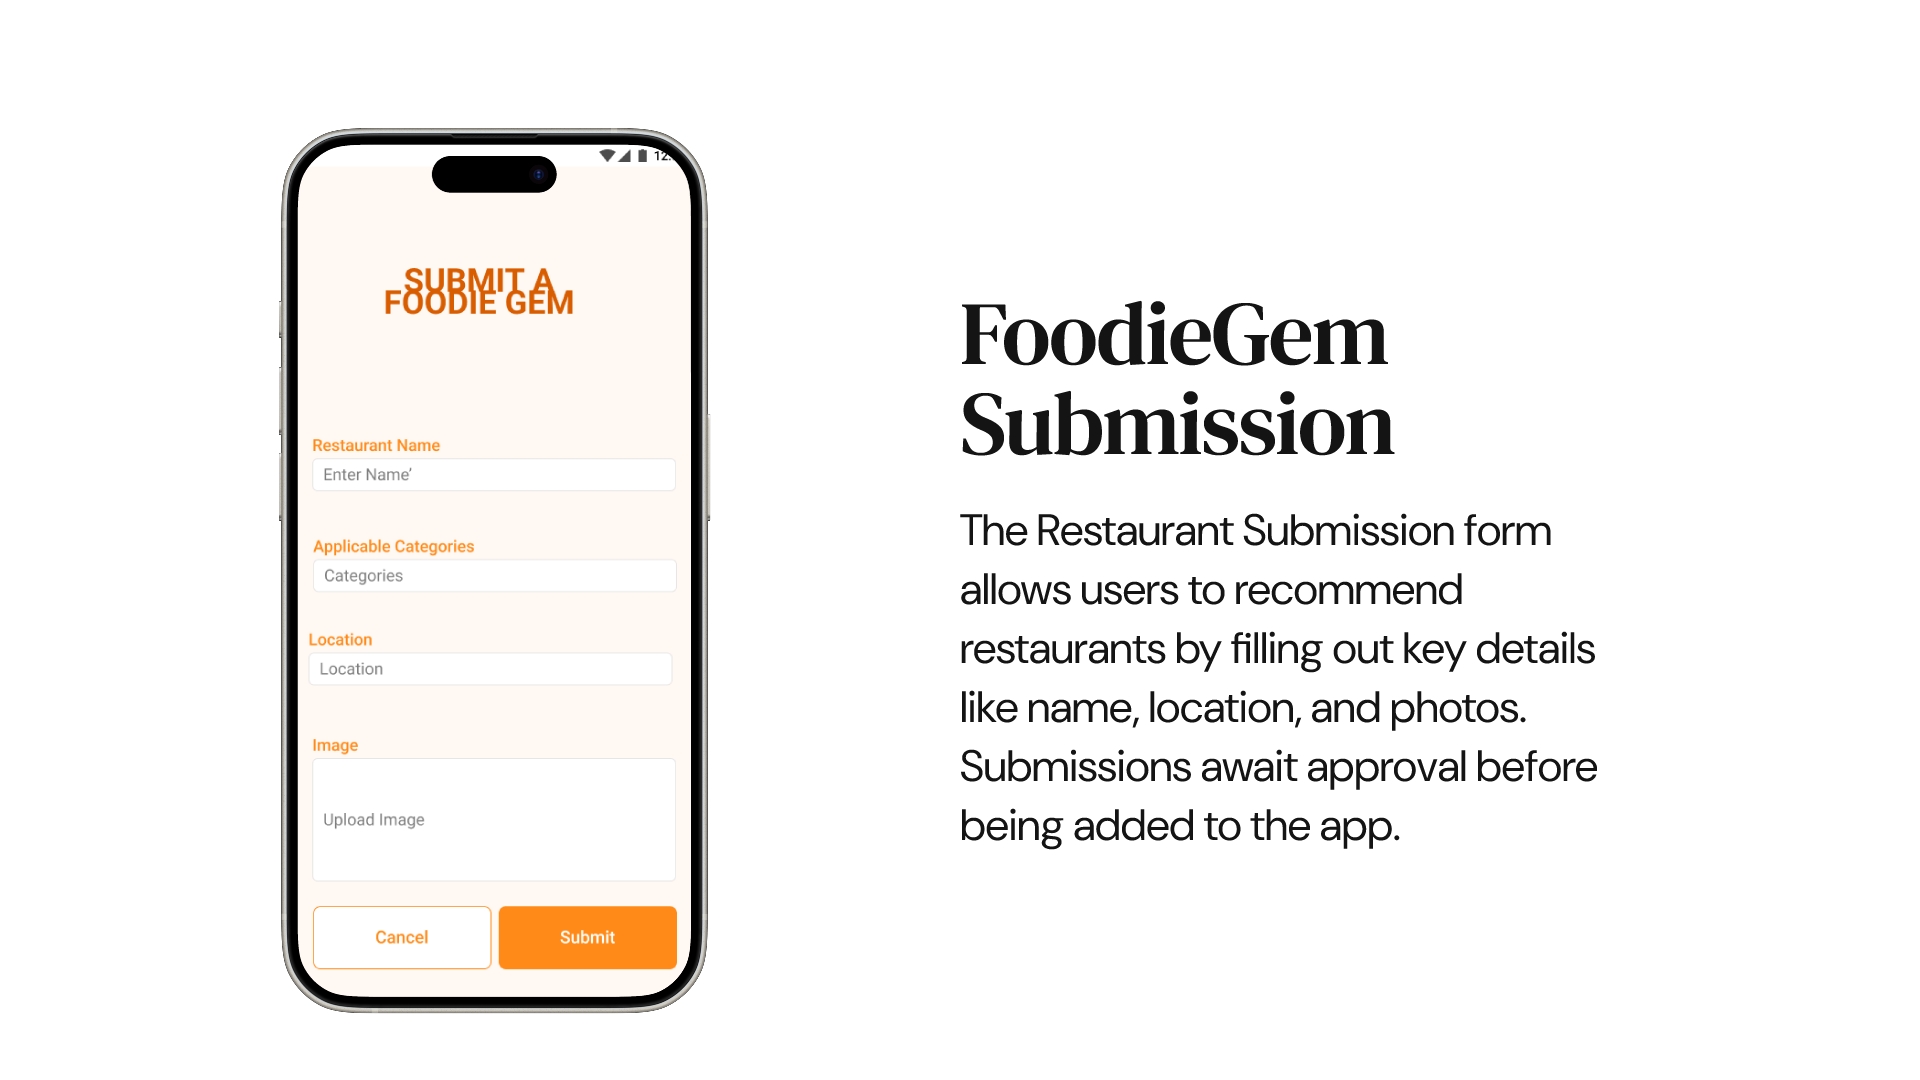 12:
SUBMIT A
FOODIE GEM
Restaurant Name
Enter Name’
Applicable Categories
Categories
Location
Location
Image
Upload Image
Cancel
Submit
FoodieGem
Submission
The Restaurant Submission form
allows users to recommend
restaurants by filling out key details
like name, location, and photos.
Submissions await approval before
being added to the app.